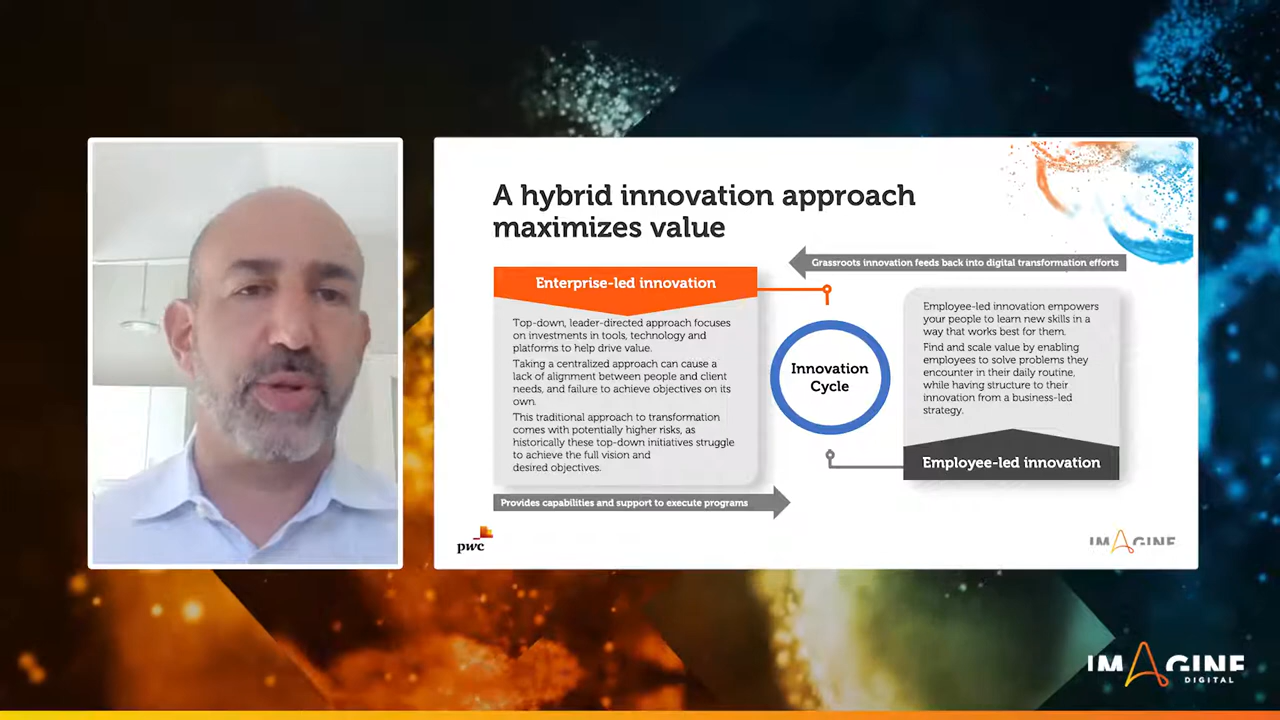 A hybrid innovation approach
maximizes value
Grassroots innovation feeds back into digital transformation efforts
Enterprise-led innovation
Top-down, leader-directed approach focuses
on investments in tools, technology and
platforms to help drive value.
Taking a centralized approach can cause a
lack of alignment between people and client
needs, and failure to achieve objectives on its
own.
This traditional approach to transformation
comes with potentially higher risks, as
historically these top-down initiatives struggle
to achieve the full vision and
desired objectives.
Provides capabilities and support to execute programs
Innovation
Cycle
Employee-led innovation empowers
your people to learn new skills in a
way that works best for them.
Find and scale value by enabling
employees to solve problems they
encounter in their daily routine,
while having structure to their
innovation from a business-led
strategy.
Employee-led innovation
pwc
IMAGINE
IMAGINE
DIGITAL